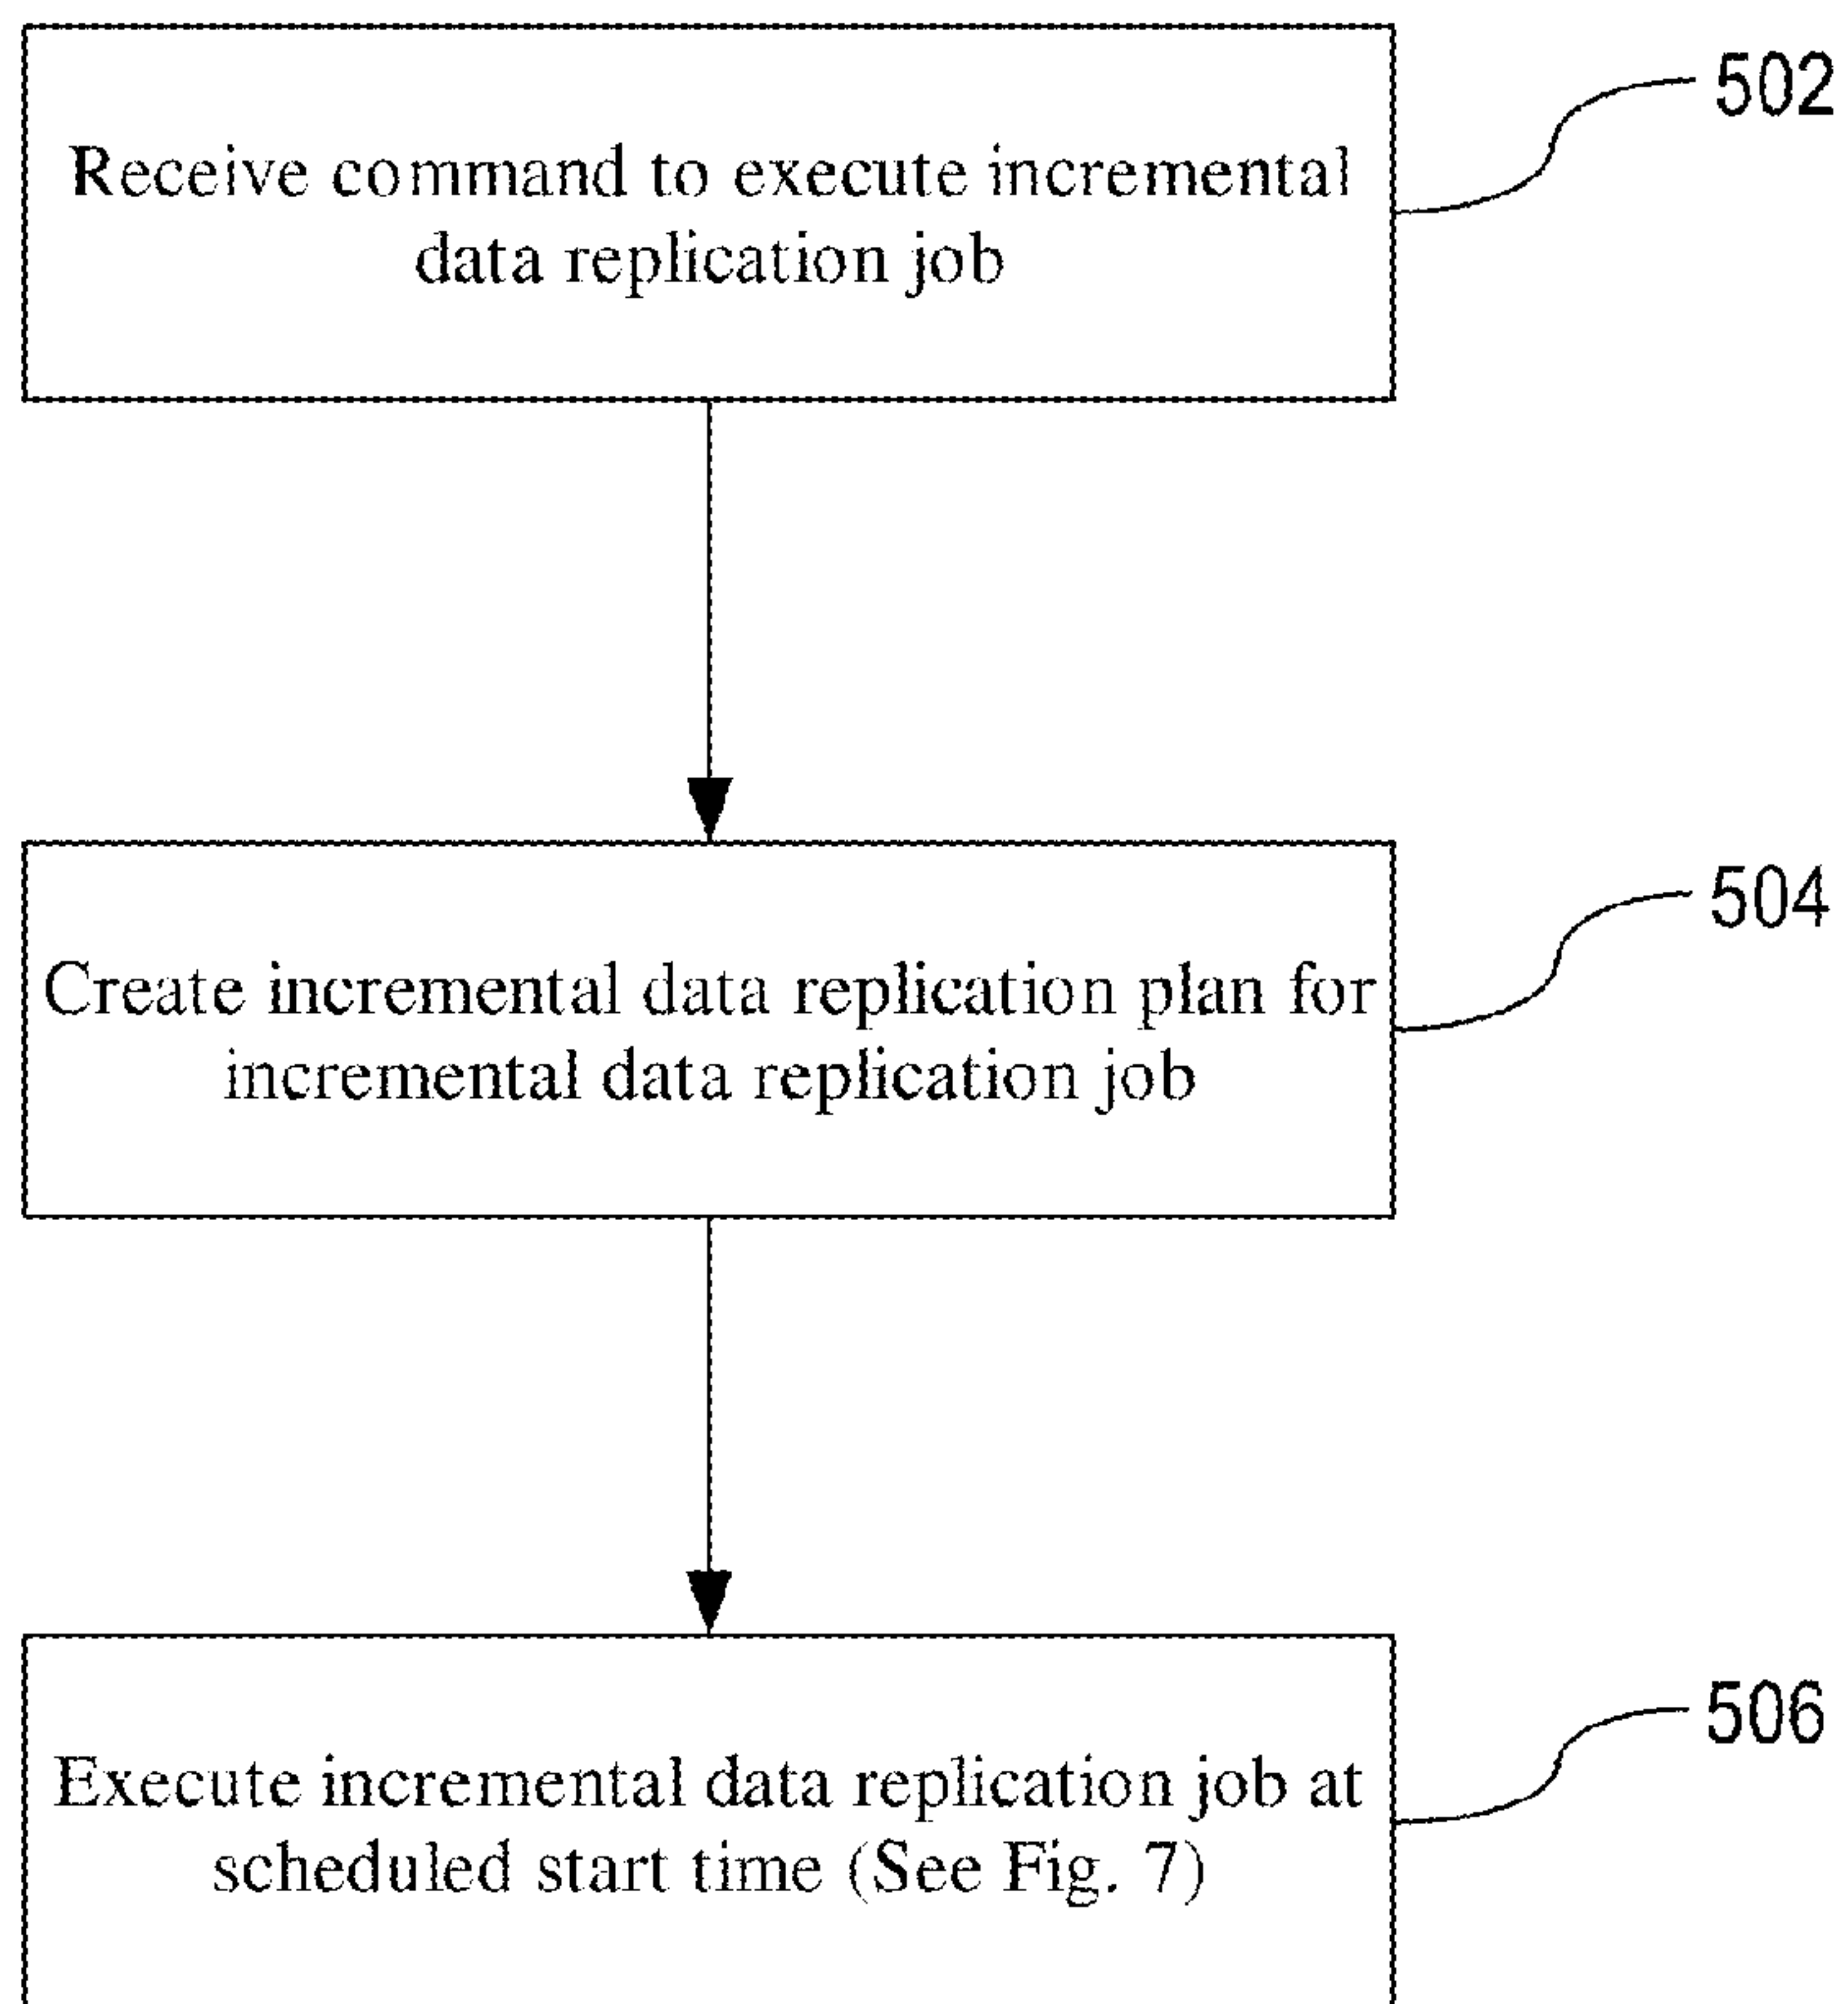 Receive command to execute incremental
data replication job
502
Create incremental data replication plan for
incremental data replication job
504
Execute incremental data replication job at
scheduled start time (See Fig. 7)
506